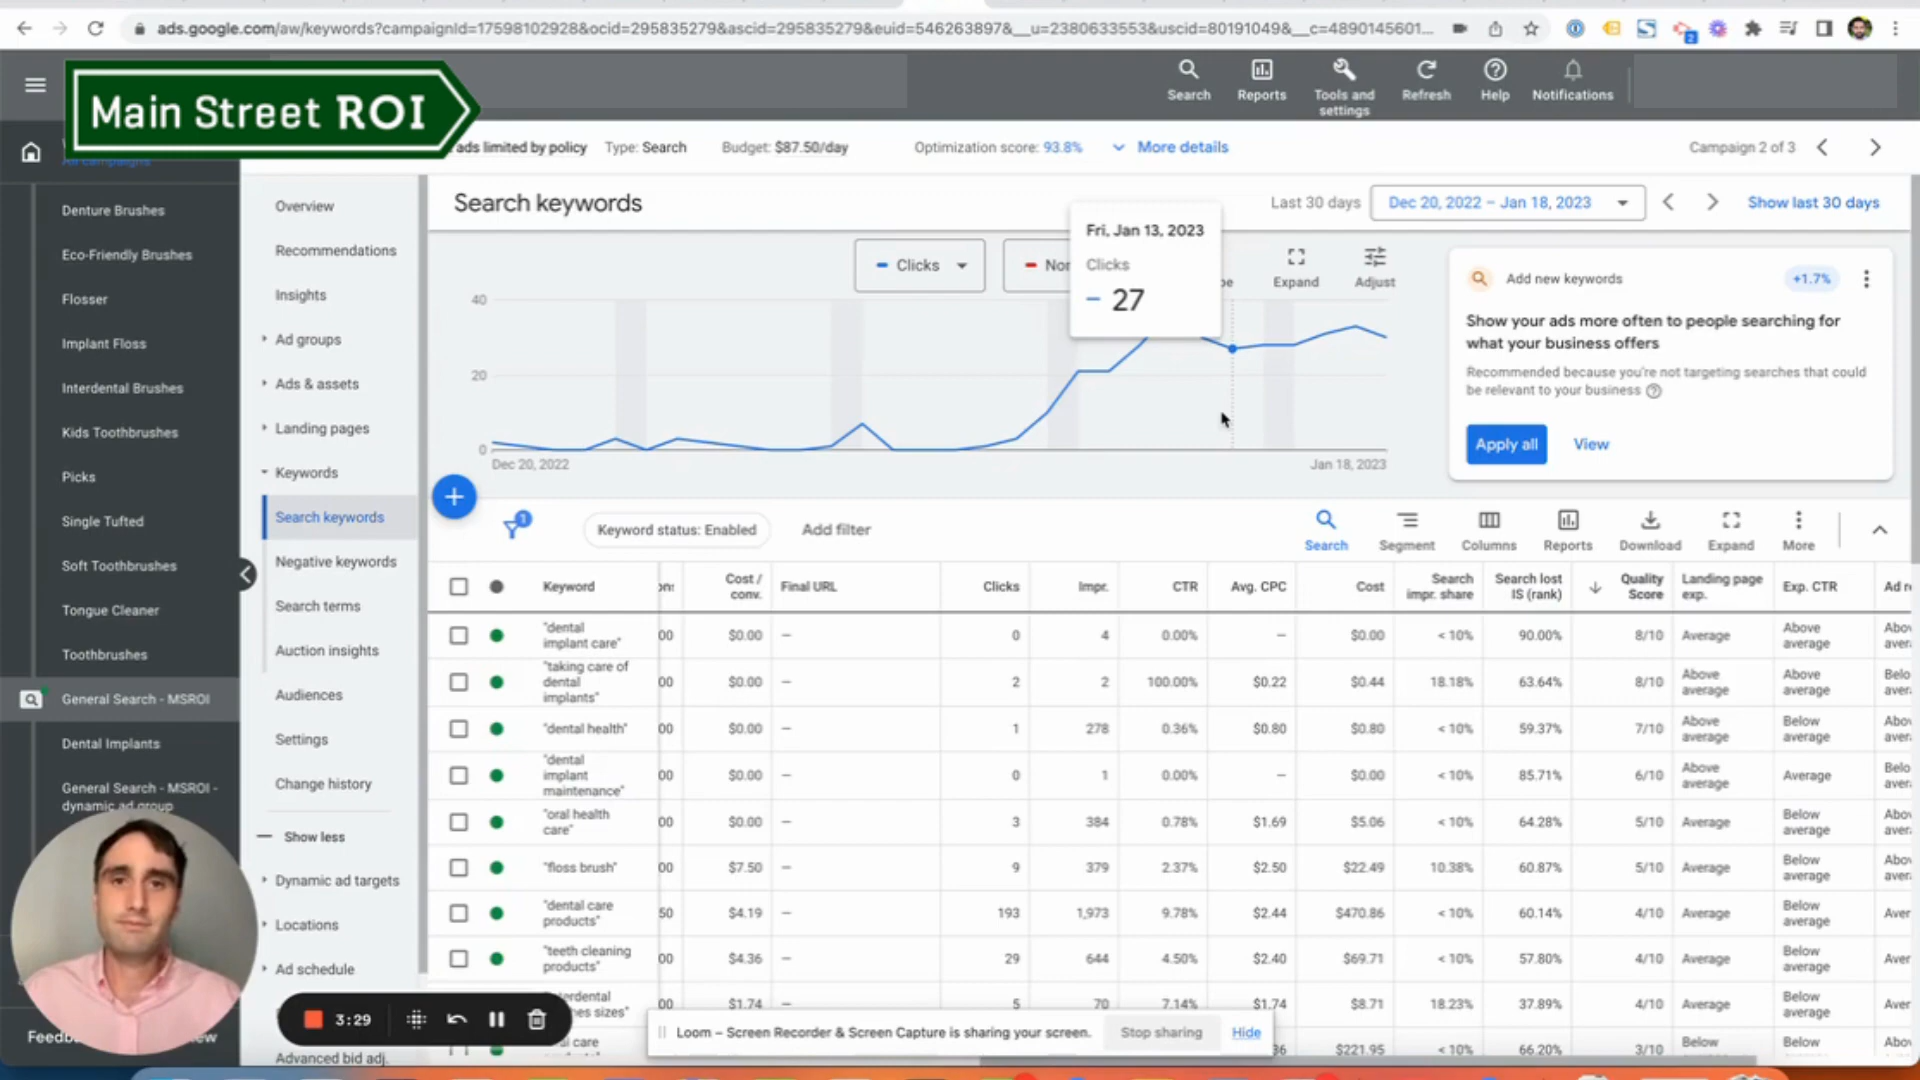 ads.google.com/aw/keywords?campaignId=17598102928&ocid=295835279&ascid=295835279&euid=546263897&__u=2380633553&uscid=80191049&__c=4890145601...
Main Street ROI
Search
Reports
Tools and
settings
Refresh
Help
Notifications
ads limited by policy Type: Search Budget: $87.50/day Optimization score: 93.8% More details Campaign 2 of 3
Denture Brushes
Eco-Friendly Brushes
Flosser
Implant Floss
Interdental Brushes
Kids Toothbrushes
Picks
Single Tufted
Soft Toothbrushes
Tongue Cleaner
Toothbrushes
General Search - MSROI
Dental Implants
General Search - MSROI -
dynamic ad group
Overview
Recommendations
Insights
Ad groups
Ads & assets
Landing pages
Keywords
Search keywords
Negative keywords
Search terms
Auction insights
Audiences
Settings
Change history
Show less
Dynamic ad targets
Locations
Ad schedule
Advanced bid adj.
Search keywords
Last 30 days Dec 20, 2022 – Jan 18, 2023 Show last 30 days
Clicks
Fri, Jan 13, 2023
Clicks
27
Expand
Adjust
40
20
0
Dec 20, 2022
Jan 18, 2023
Add new keywords +1.7%
Show your ads more often to people searching for
what your business offers
Recommended because you're not targeting searches that could
be relevant to your business
Apply all View
1
Keyword status: Enabled Add filter
Search Segment Columns Reports Download Expand More
Keyword Cost / conv. Final URL Clicks Impr. CTR Avg. CPC Cost Search impr. share Search lost IS (rank) Quality Score Landing page exp. Exp. CTR
"dental implant care" 00 $0.00 – 0 4 0.00% – $0.00 < 10% 90.00% 8/10 Average Above average
"taking care of dental implants" 00 $0.00 – 2 2 100.00% $0.22 $0.44 18.18% 63.64% 8/10 Above average Above average
"dental health" 00 $0.00 – 1 278 0.36% $0.80 $0.80 < 10% 59.37% 7/10 Above average Below average
"dental implant maintenance" 00 $0.00 – 0 1 0.00% – $0.00 < 10% 85.71% 6/10 Above average Average
"oral health care" 00 $0.00 – 3 384 0.78% $1.69 $5.06 < 10% 64.28% 5/10 Average Below average
"floss brush" 00 $7.50 – 9 379 2.37% $2.50 $22.49 10.38% 60.87% 5/10 Average Below average
"dental care products" 50 $4.19 – 193 1,973 9.78% $2.44 $470.86 < 10% 60.14% 4/10 Average Below average
"teeth cleaning products" 00 $4.36 – 29 644 4.50% $2.40 $69.71 < 10% 57.80% 4/10 Average Below average
00 $1.74 – 5 70 7.14% $1.74 $8.71 18.23% 37.89% 4/10 Average Below average
$221.95 < 10% 66.20% 3/10 Below Below
3:29
Loom – Screen Recorder & Screen Capture is sharing your screen. Stop sharing Hide